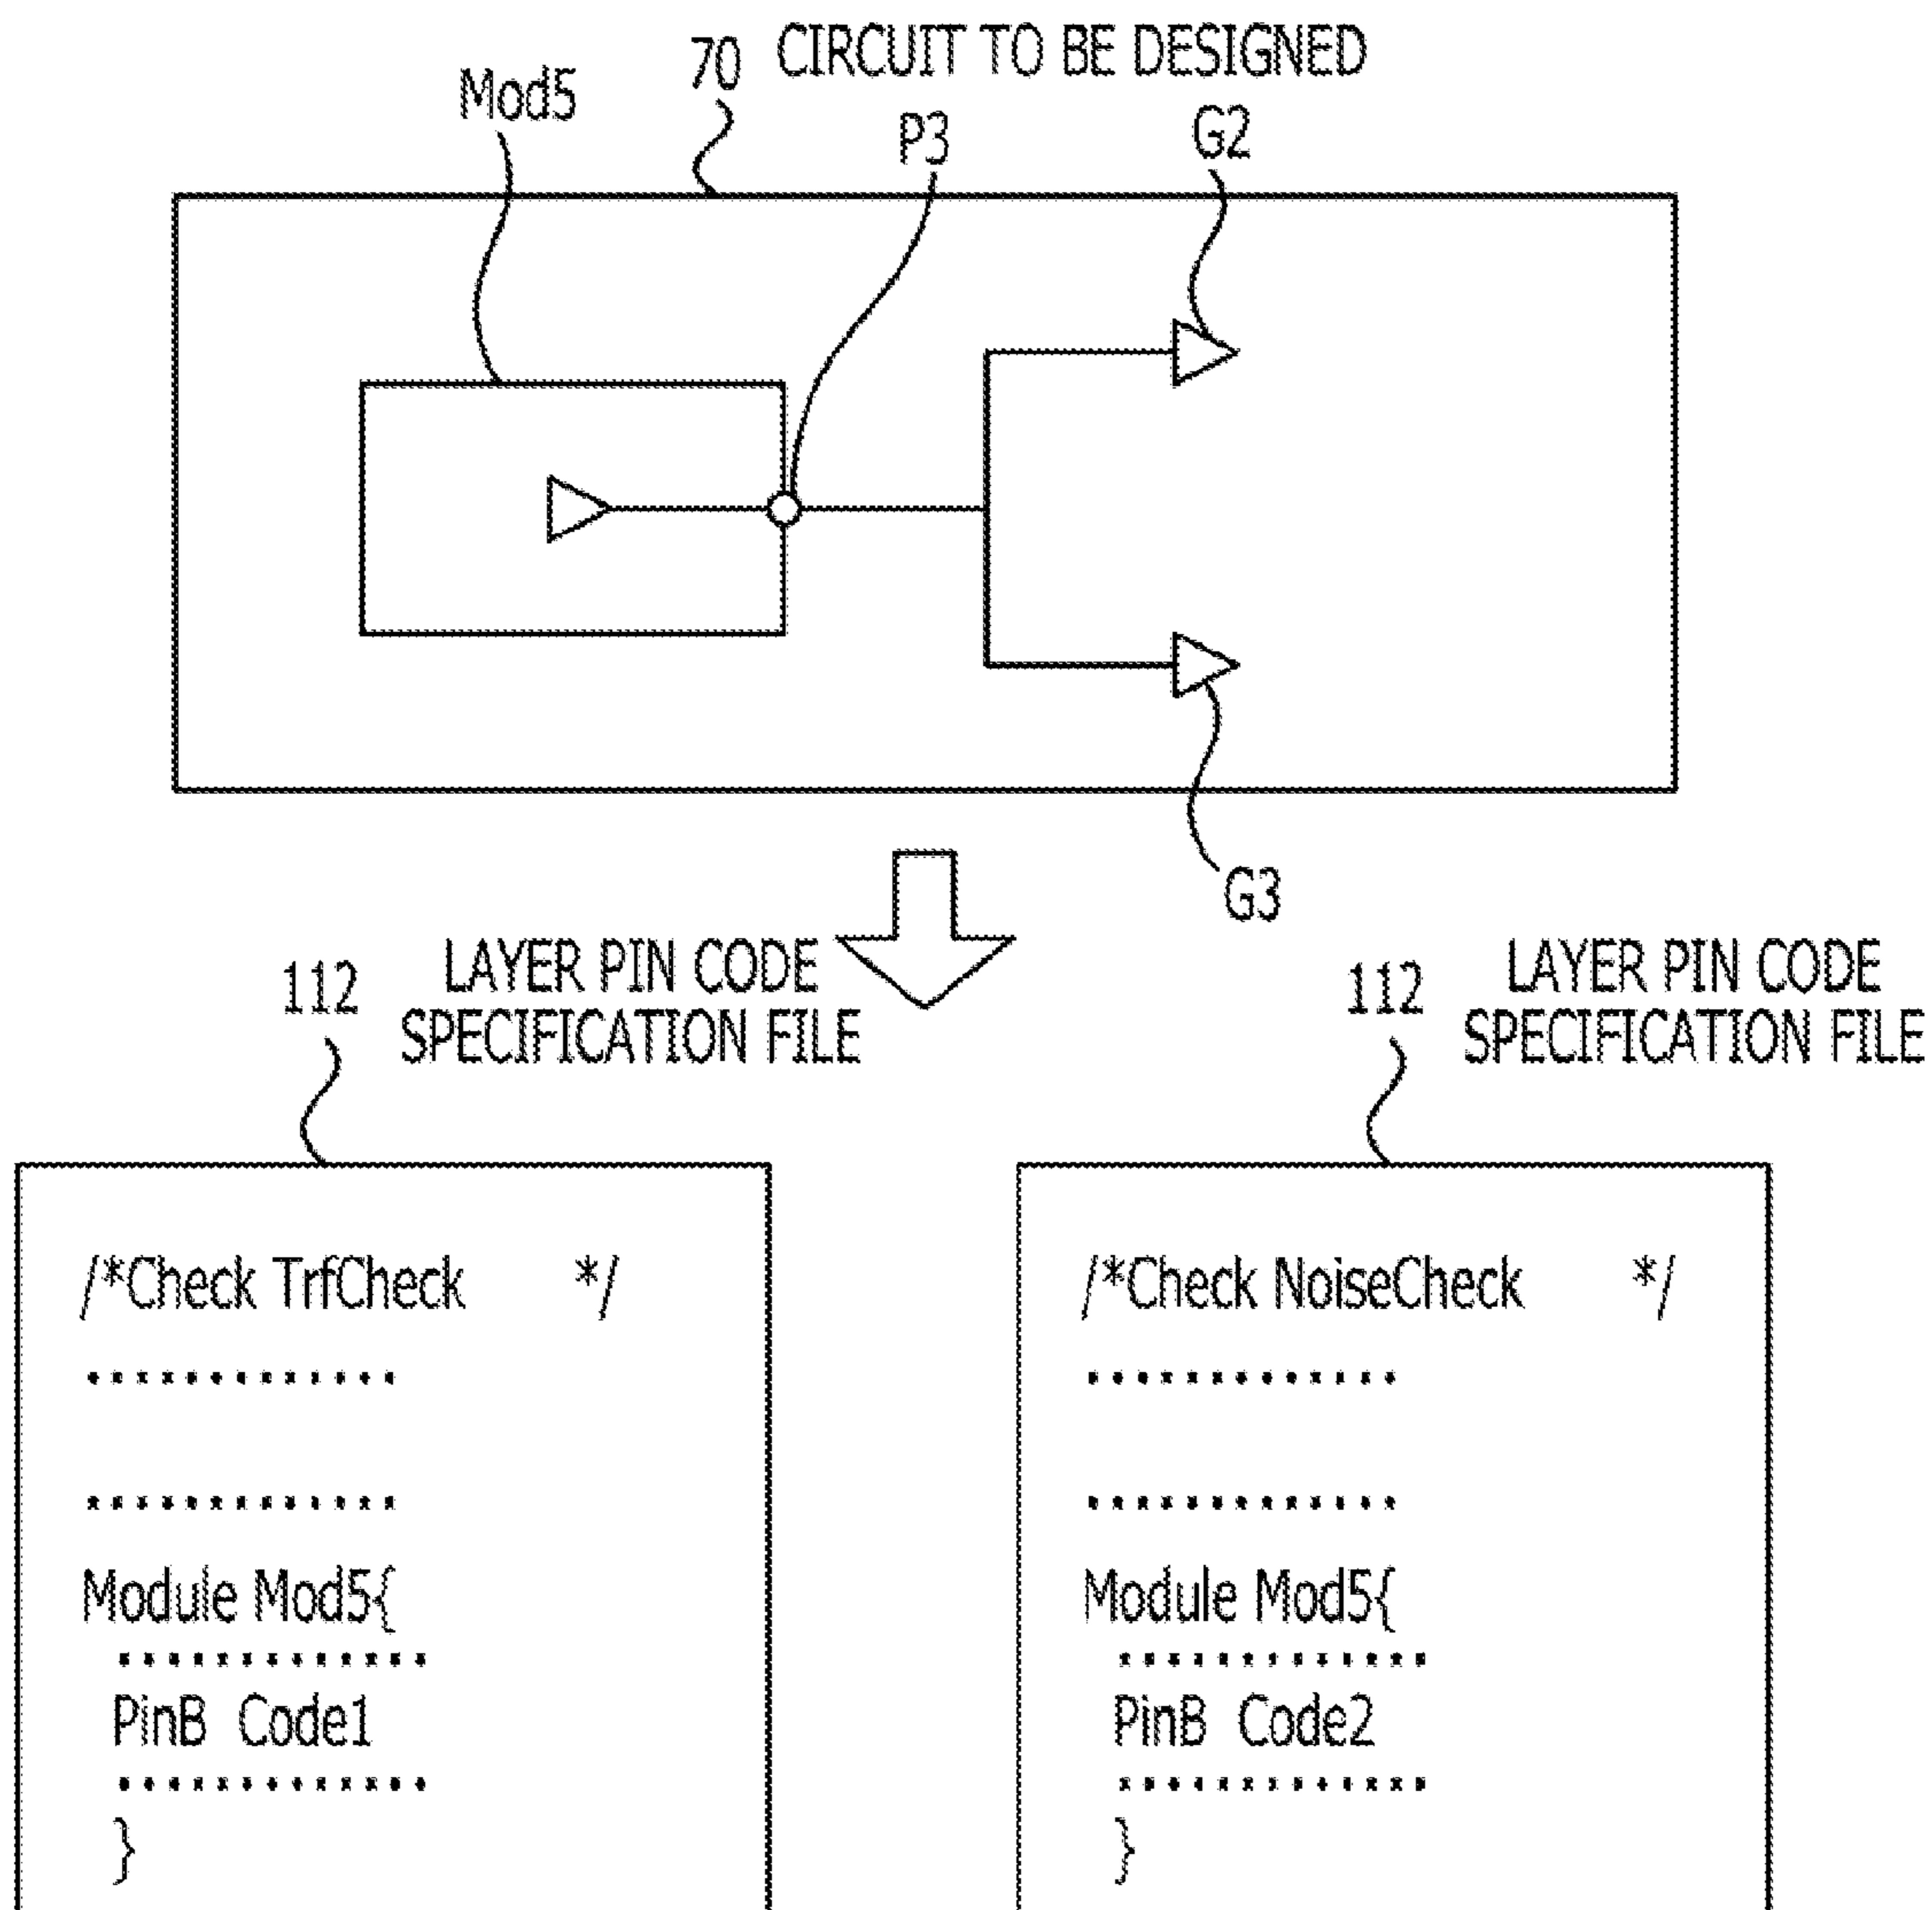 70 CIRCUIT TO BE DESIGNED
Mod5
P3
G2
G3
112 LAYER PIN CODE
SPECIFICATION FILE
/*Check TrfCheck */
.............
.............
Module Mod5{
.............
PinB Code1
.............
}
112 LAYER PIN CODE
SPECIFICATION FILE
/*Check NoiseCheck */
.............
.............
Module Mod5{
.............
PinB Code2
.............
}